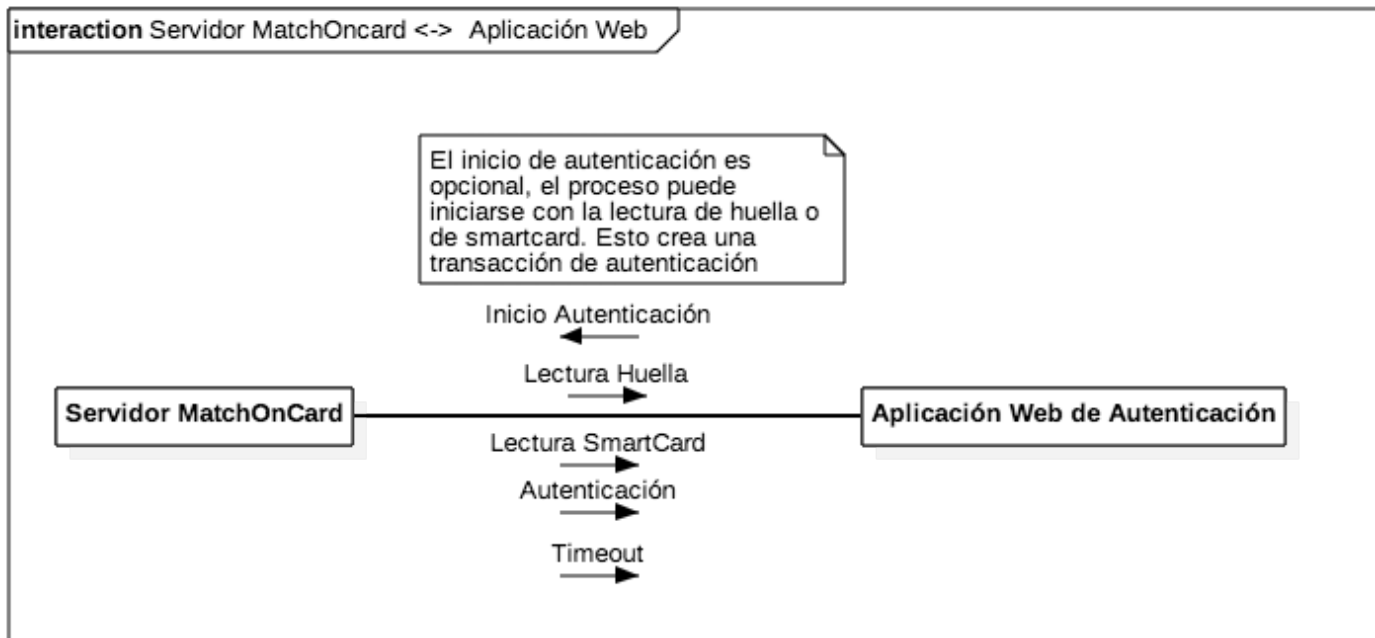 interaction Servidor MatchOncard <-> Aplicación Web
El inicio de autenticación es
opcional, el proceso puede
iniciarse con la lectura de huella o
de smartcard. Esto crea una
transacción de autenticación
Inicio Autenticación
Lectura Huella
Servidor MatchOnCard
Aplicación Web de Autenticación
Lectura SmartCard
Autenticación
Timeout